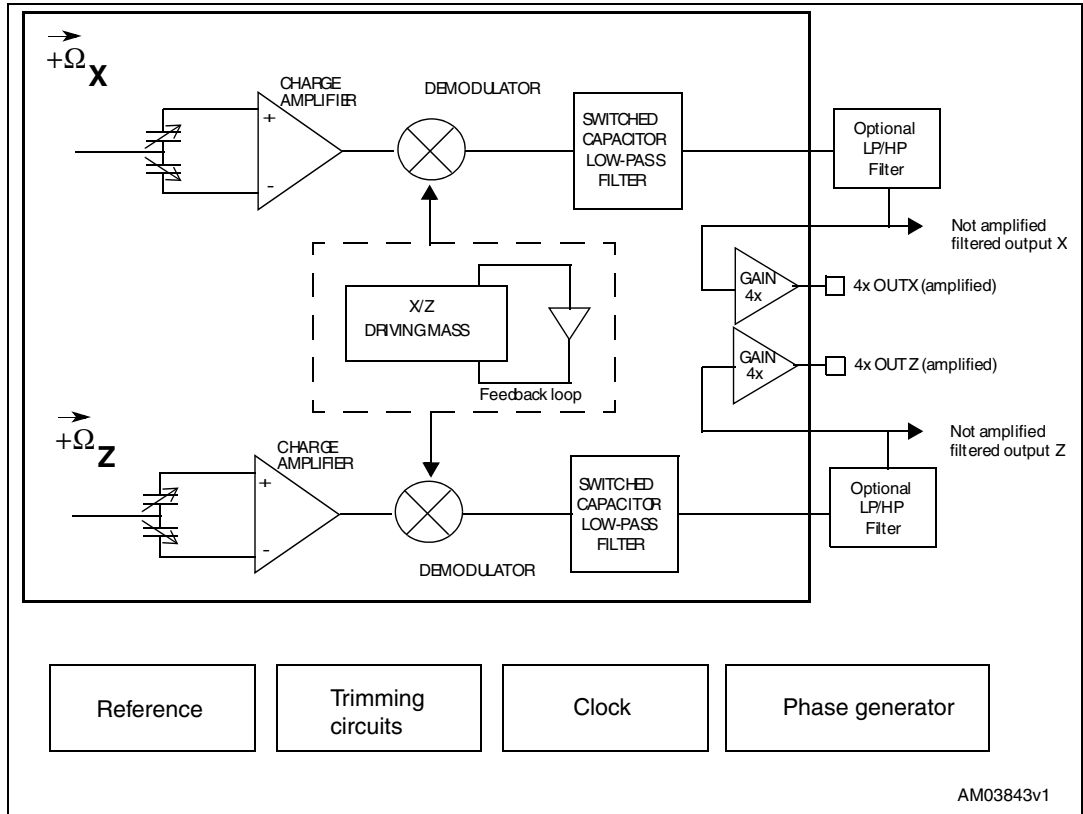 +Ω X
CHARGE
AMPLIFIER
+
-
DEMODULATOR
SWITCHED
CAPACITOR
LOW-PASS
FILTER
Optional
LP/HP
Filter
Not amplified
filtered output X
X/Z
DRIVING MASS
Feedback loop
GAIN
4x
4x OUTX (amplified)
GAIN
4x
4x OUTZ (amplified)
+Ω Z
CHARGE
AMPLIFIER
+
-
DEMODULATOR
SWITCHED
CAPACITOR
LOW-PASS
FILTER
Not amplified
filtered output Z
Optional
LP/HP
Filter
Reference
Trimming
circuits
Clock
Phase generator
AM03843v1